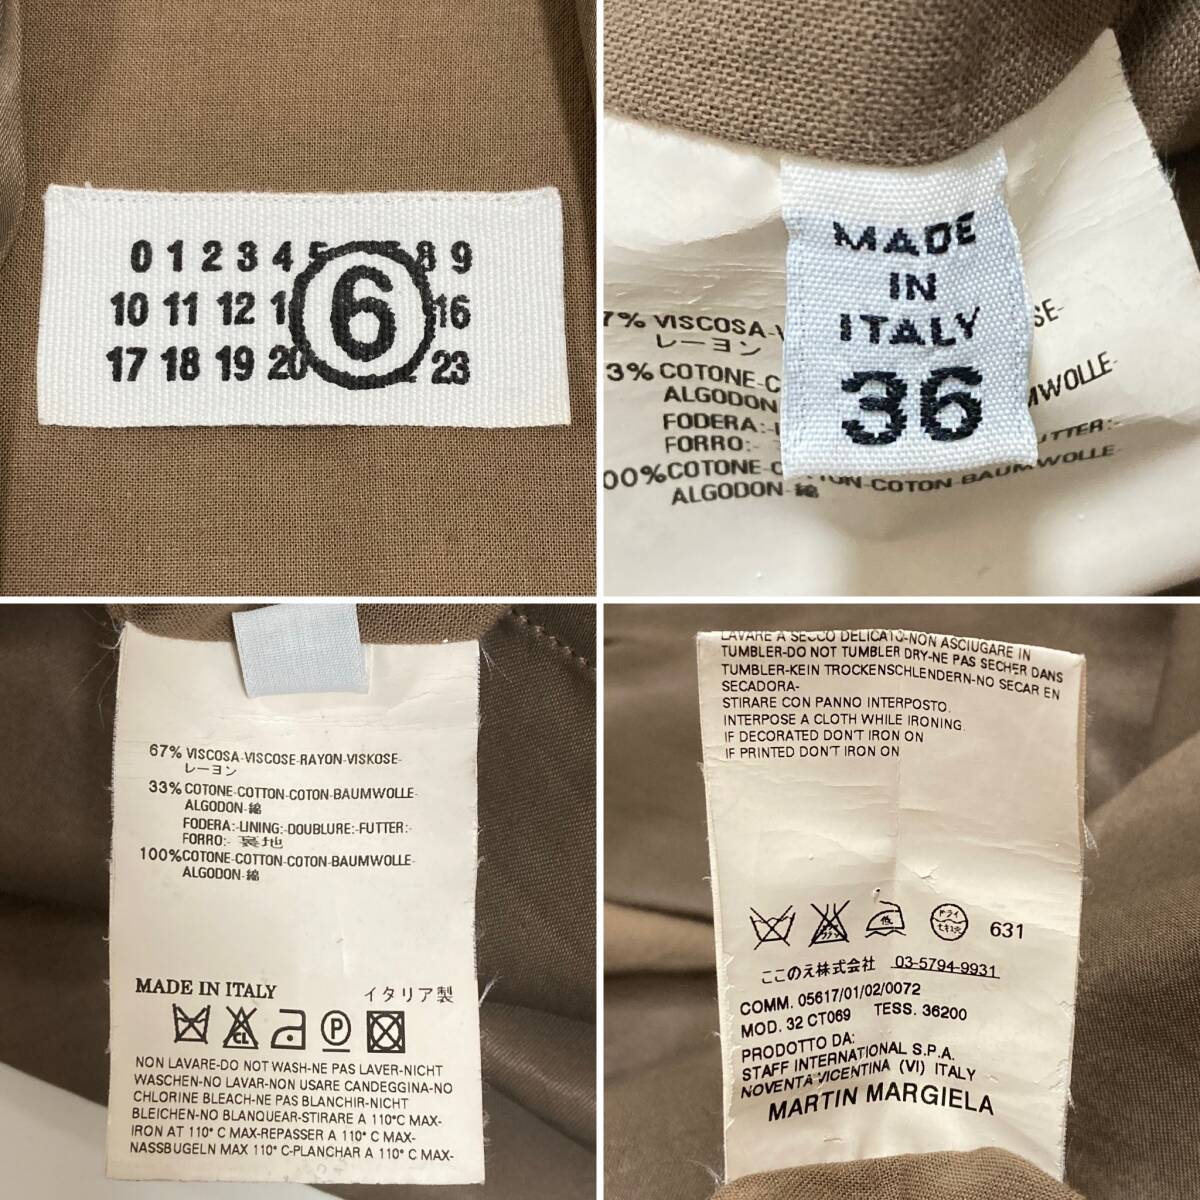 0 1 2 3 4 5 8 9
10 11 12 1 6 16
17 18 19 20 23
MADE
IN
ITALY
36
7% VISCOSA-
SE-
レーヨン
3% COTONE-C
MWOLLE-
ALGODON
FODERA:-
UTTER:-
FORRO:-
00%COTONE-C
UN-COTON-BAUMWOLLE-
ALGODON-綿
67% VISCOSA-VISCOSE-RAYON-VISKOSE-
レーヨン
33% COTONE-COTTON-COTON-BAUMWOLLE-
ALGODON-綿
FODERA:-LINING:-DOUBLURE:-FUTTER:-
FORRO:- 裏地
100%COTONE-COTTON-COTON-BAUMWOLLE-
ALGODON-綿
MADE IN ITALY イタリア製
CL P
NON LAVARE-DO NOT WASH-NE PAS LAVER-NICHT
WASCHEN-NO LAVAR-NON USARE CANDEGGINA-NO
CHLORINE BLEACH-NE PAS BLANCHIR-NICHT
BLEICHEN-NO BLANQUEAR-STIRARE A 110°C MAX-
IRON AT 110° C MAX-REPASSER A 110° C MAX-
NASSBUGELN MAX 110° C-PLANCHAR A 110° C MAX-
LAVARE A SECCO DELICATO-NON ASCIUGARE IN
TUMBLER-DO NOT TUMBLER DRY-NE PAS SECHER DANS
TUMBLER-KEIN TROCKENSCHLENDERN-NO SECAR EN
SECADORA-
STIRARE CON PANNO INTERPOSTO.
INTERPOSE A CLOTH WHILE IRONING.
IF DECORATED DON'T IRON ON
IF PRINTED DON'T IRON ON
低 ドライ 631
ここのえ株式会社 03-5794-9931
COMM. 05617/01/02/0072
MOD. 32 CT069 TESS. 36200
PRODOTTO DA:
STAFF INTERNATIONAL S.P.A.
NOVENTA VICENTINA (VI) ITALY
MARTIN MARGIELA